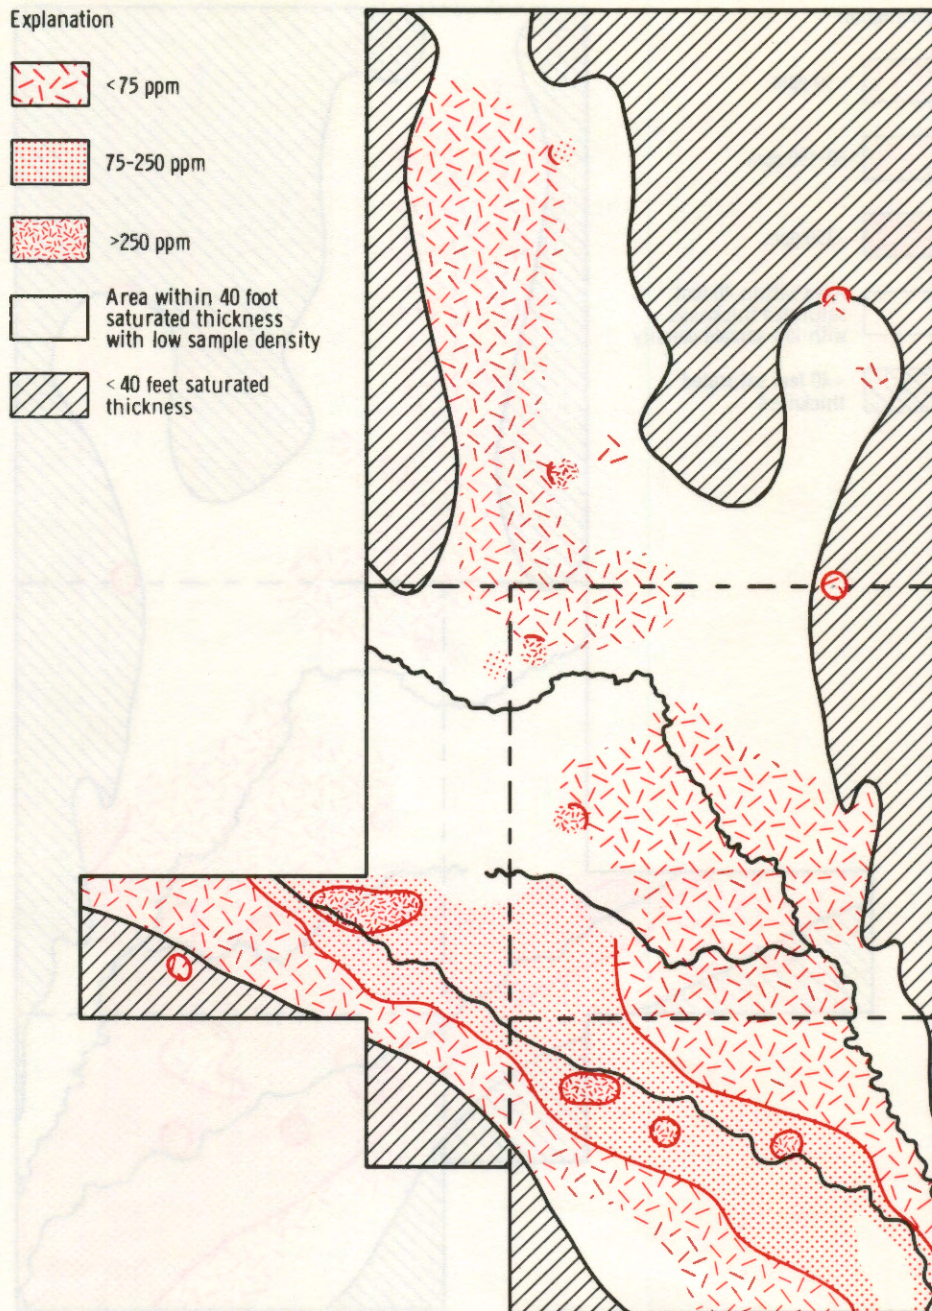 Explanation
<75 ppm
75-250 ppm
>250 ppm
Area within 40 foot
saturated thickness
with low sample density
< 40 feet saturated
thickness